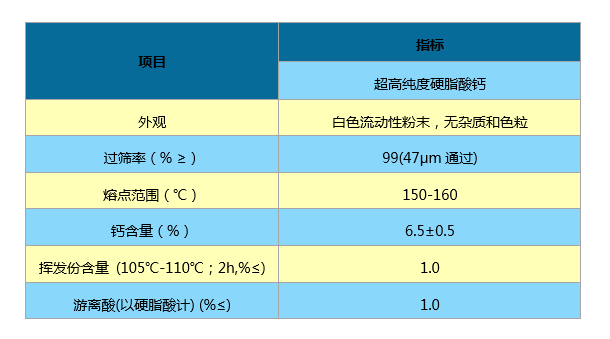 项目
指标
超高纯度硬脂酸钙
外观
白色流动性粉末，无杂质和色粒
过筛率（% ≥）
99(47μm 通过)
熔点范围（℃）
150-160
钙含量（%）
6.5±0.5
挥发份含量 (105℃-110℃；2h,%≤)
1.0
游离酸(以硬脂酸计) (%≤)
1.0